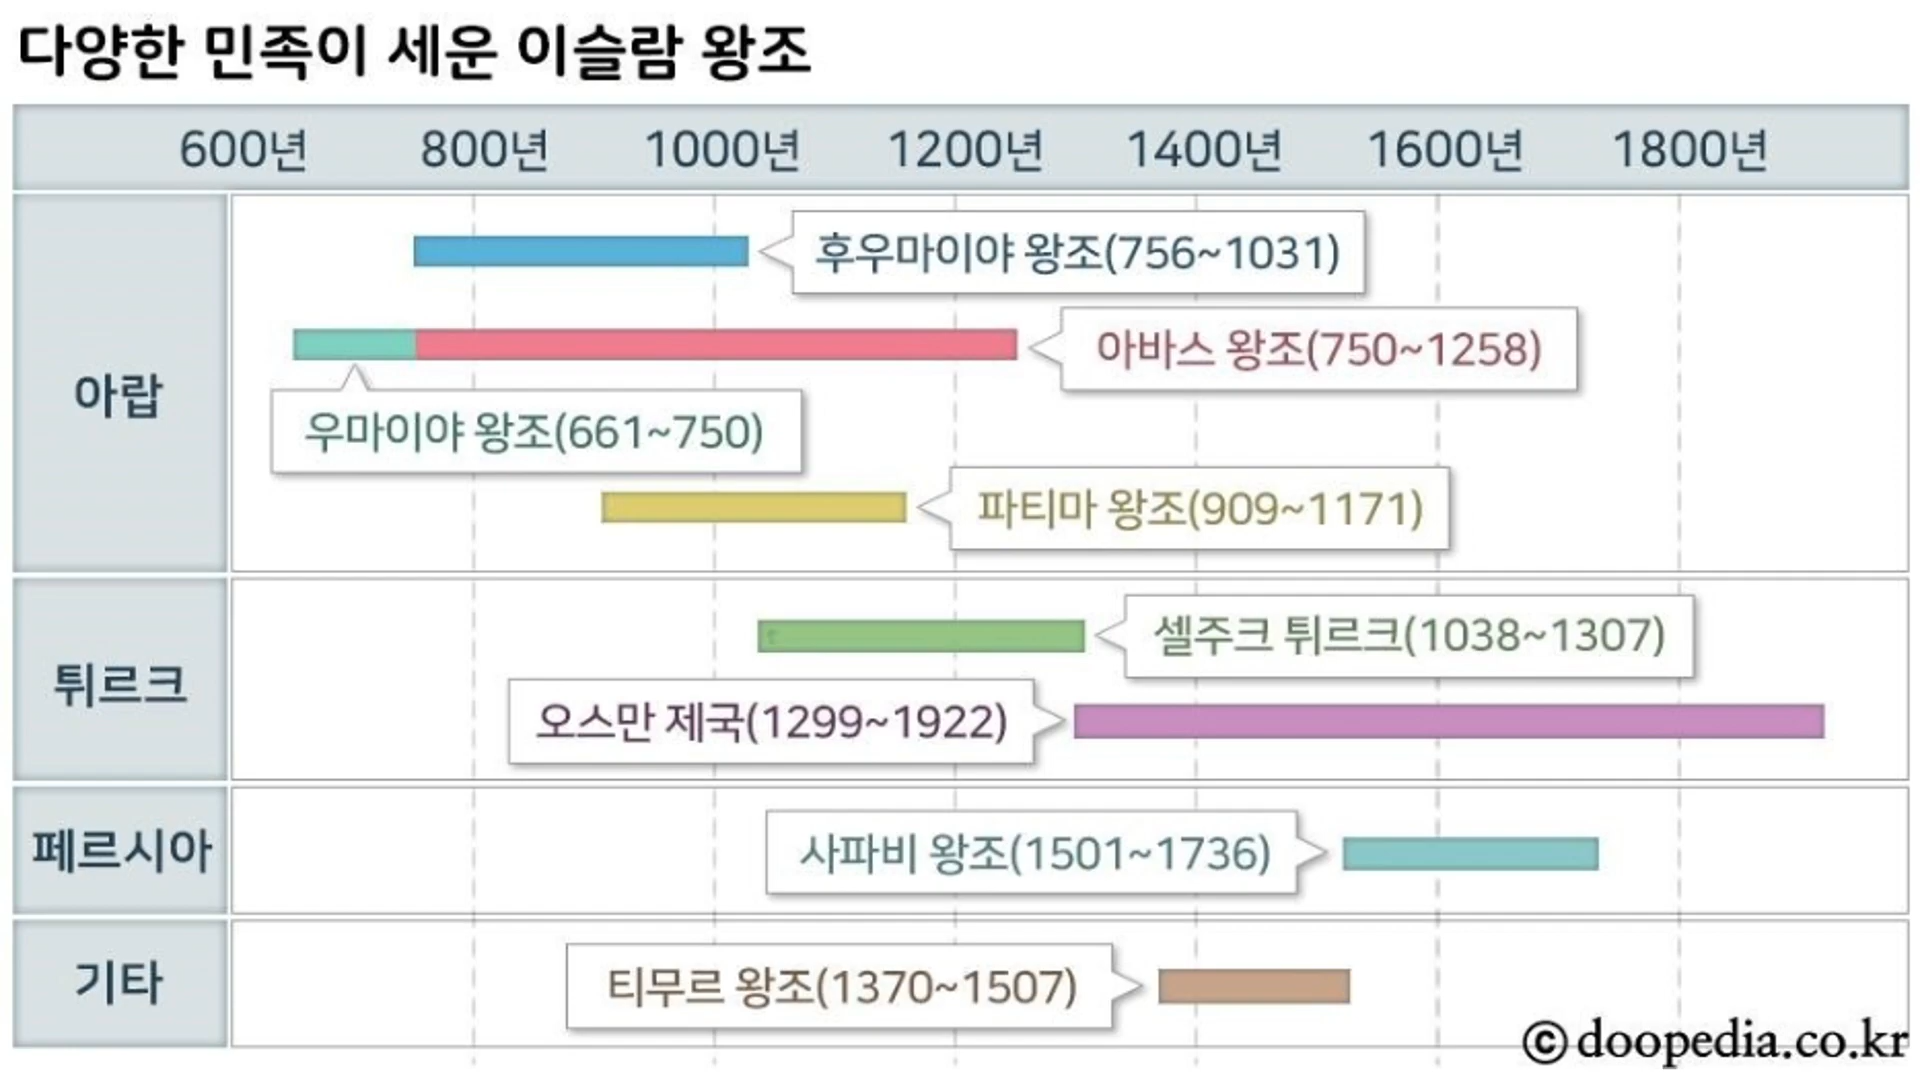 다양한 민족이 세운 이슬람 왕조
600년 800년 1000년 1200년 1400년 1600년 1800년
아랍
후우마이야 왕조(756~1031)
아바스 왕조(750~1258)
우마이야 왕조(661~750)
파티마 왕조(909~1171)
튀르크
셀주크 튀르크(1038~1307)
오스만 제국(1299~1922)
페르시아
사파비 왕조(1501~1736)
기타
티무르 왕조(1370~1507)
ⓒdoopedia.co.kr